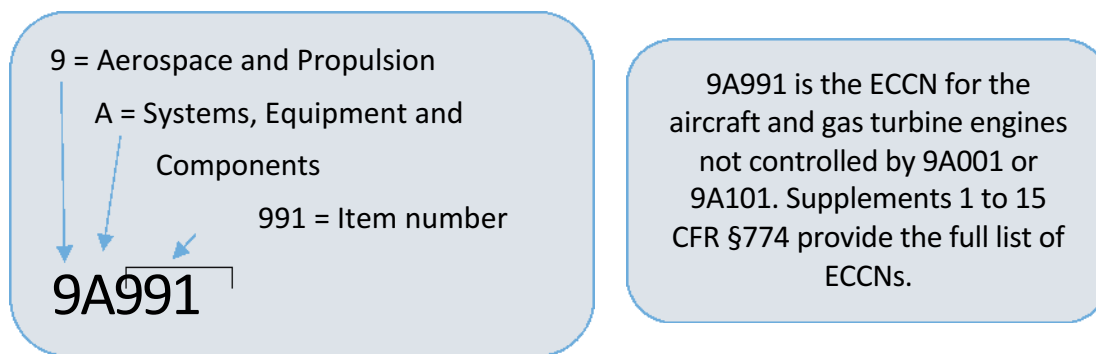 9 = Aerospace and Propulsion
A = Systems, Equipment and
Components
991 = Item number
9A991
9A991 is the ECCN for the
aircraft and gas turbine engines
not controlled by 9A001 or
9A101. Supplements 1 to 15
CFR §774 provide the full list of
ECCNs.